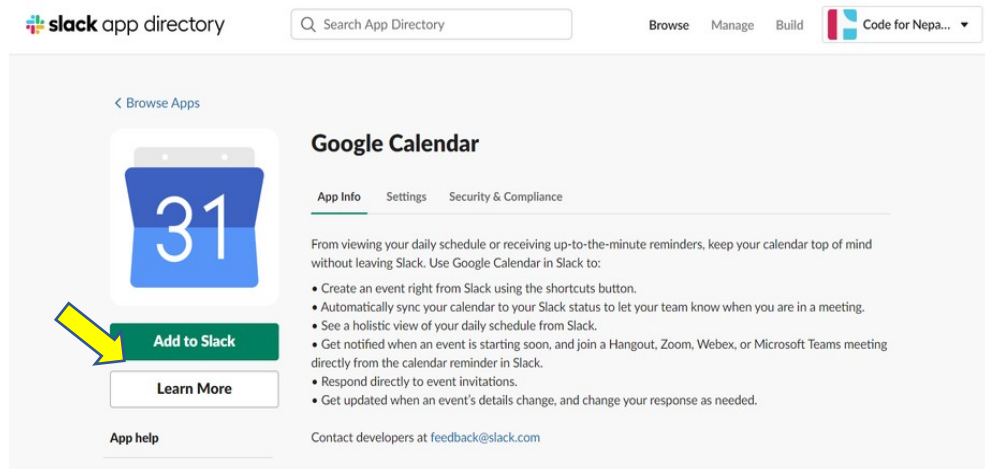 slack app directory
Search App Directory
Browse Manage Build Code for Nepa...
< Browse Apps
31
Google Calendar
App Info Settings Security & Compliance
From viewing your daily schedule or receiving up-to-the-minute reminders, keep your calendar top of mind
without leaving Slack. Use Google Calendar in Slack to:
• Create an event right from Slack using the shortcuts button.
• Automatically sync your calendar to your Slack status to let your team know when you are in a meeting.
• See a holistic view of your daily schedule from Slack.
• Get notified when an event is starting soon, and join a Hangout, Zoom, Webex, or Microsoft Teams meeting
directly from the calendar reminder in Slack.
• Respond directly to event invitations.
• Get updated when an event's details change, and change your response as needed.
Contact developers at feedback@slack.com
Add to Slack
Learn More
App help